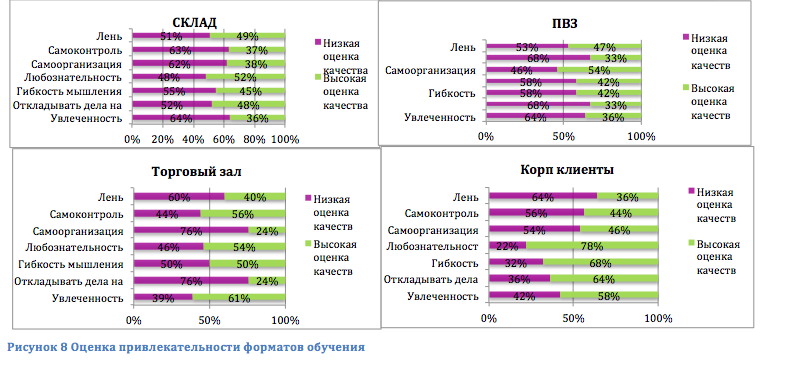 СКЛАД
Лень 51% 49%
Самоконтроль 63% 37%
Самоорганизация 62% 38%
Любознательность 48% 52%
Гибкость мышления 55% 45%
Откладывать дела на 52% 48%
Увлеченность 64% 36%
0% 20% 40% 60% 80% 100%
Низкая
оценка
качества
Высокая
оценка
качества
ПВЗ
Лень 53% 47%
68% 33%
Самоорганизация 46% 54%
58% 42%
Гибкость 58% 42%
68% 33%
Увлеченность 64% 36%
0% 50% 100%
Низкая
оценка
качеств
Высокая
оценка
качеств
Торговый зал
Лень 60% 40%
Самоконтроль 44% 56%
Самоорганизация 76% 24%
Любознательность 46% 54%
Гибкость мышления 50% 50%
Откладывать дела на 76% 24%
Увлеченность 39% 61%
0% 50% 100%
Низкая
оценка
качеств
Высокая
оценка
качеств
Корп клиенты
Лень 64% 36%
Самоконтроль 56% 44%
Самоорганизация 54% 46%
Любознательност 22% 78%
Гибкость 32% 68%
Откладывать дела 36% 64%
Увлеченность 42% 58%
0% 50% 100%
Низкая
оценка
качеств
Высокая
оценка
качеств
Рисунок 8 Оценка привлекательности форматов обучения